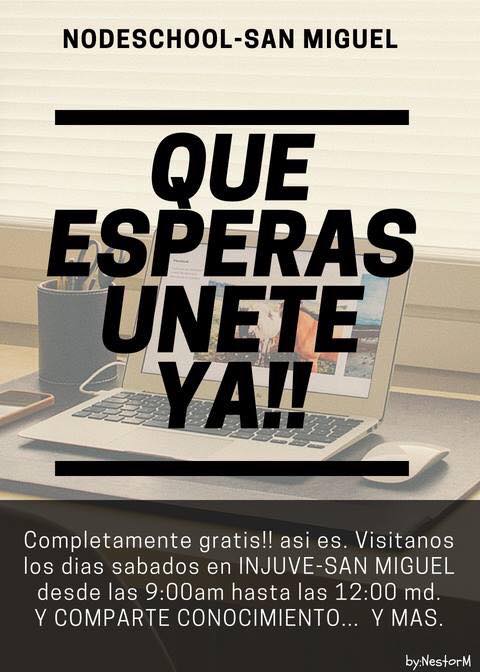 NODESCHOOL-SAN MIGUEL
QUE
ESPERAS
UNETE
YA!!
Completamente gratis!! asi es. Visitanos
los dias sabados en INJUVE-SAN MIGUEL
desde las 9:00am hasta las 12:00 md.
Y COMPARTE CONOCIMIENTO... Y MAS.
by:NestorM